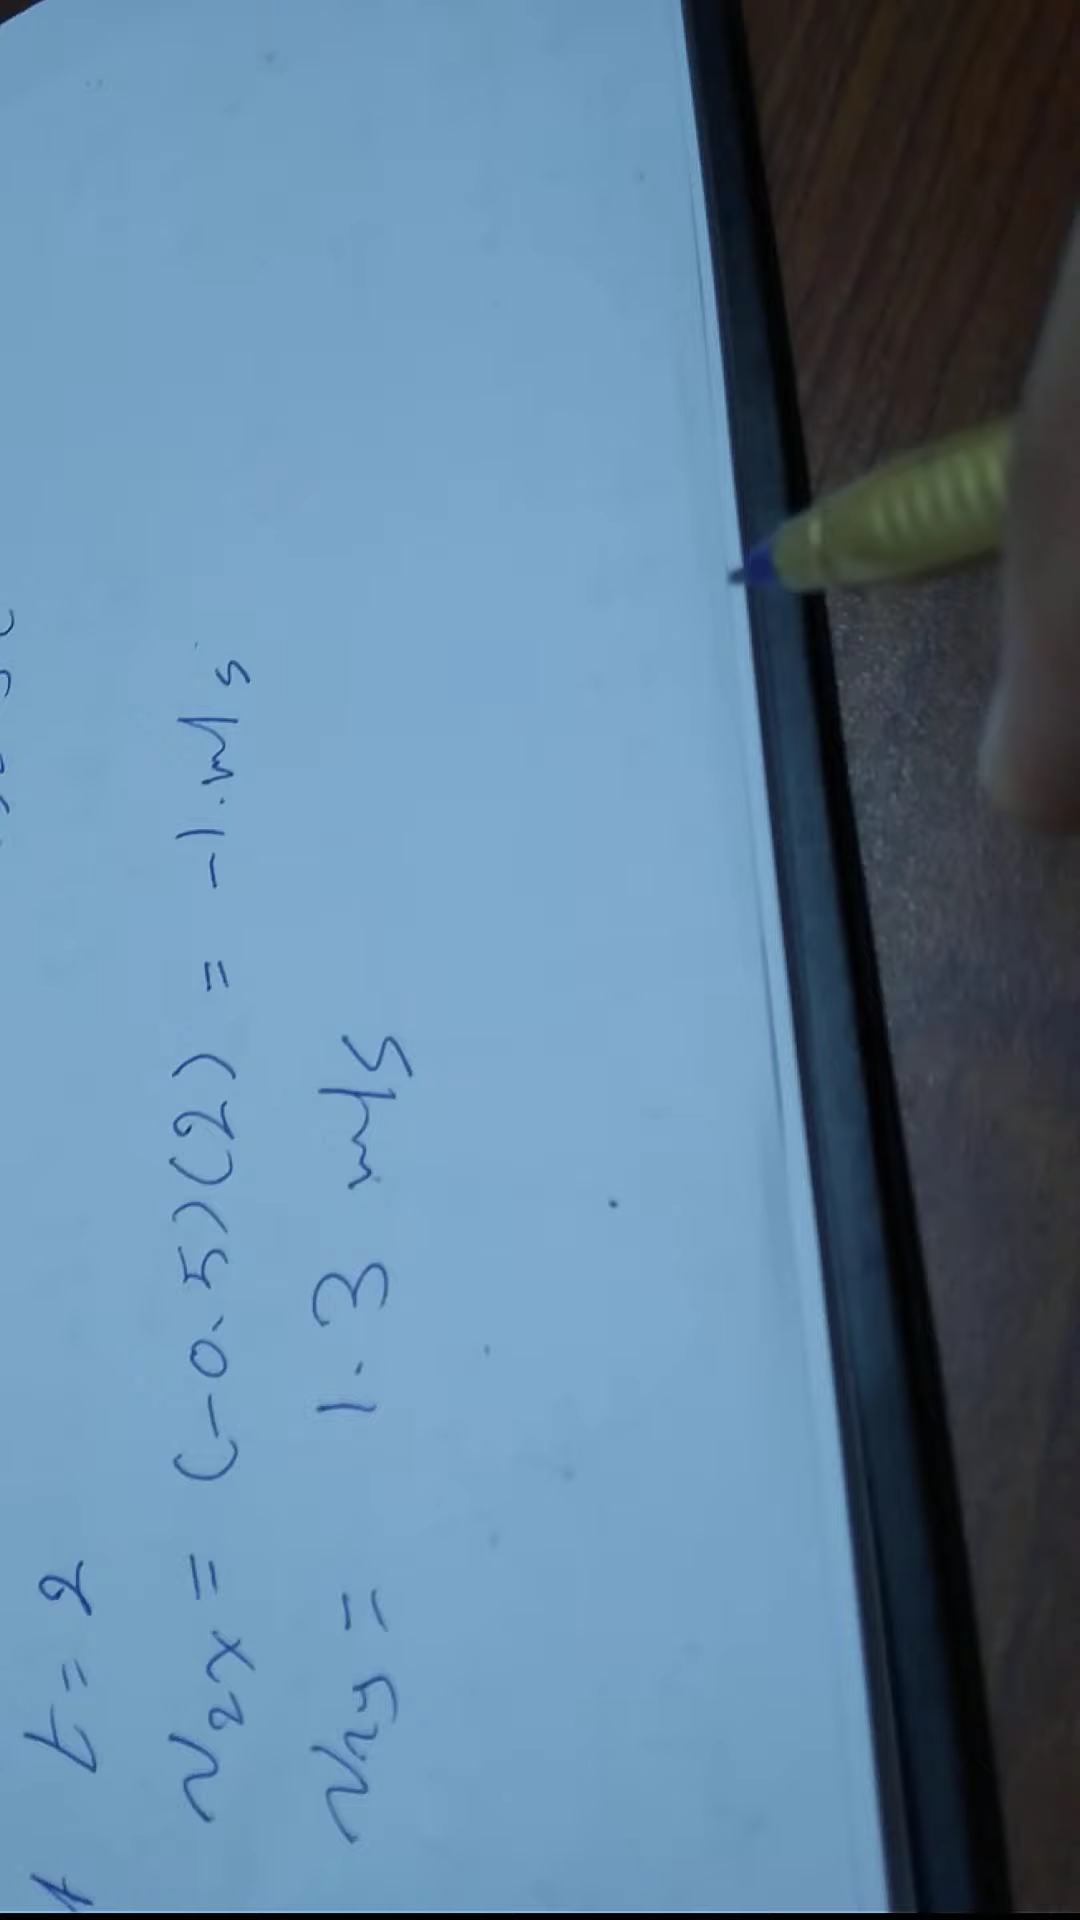 t = 2
v2x = (-0.5)(2) = -1 m/s
v2y = 1.3 m/s